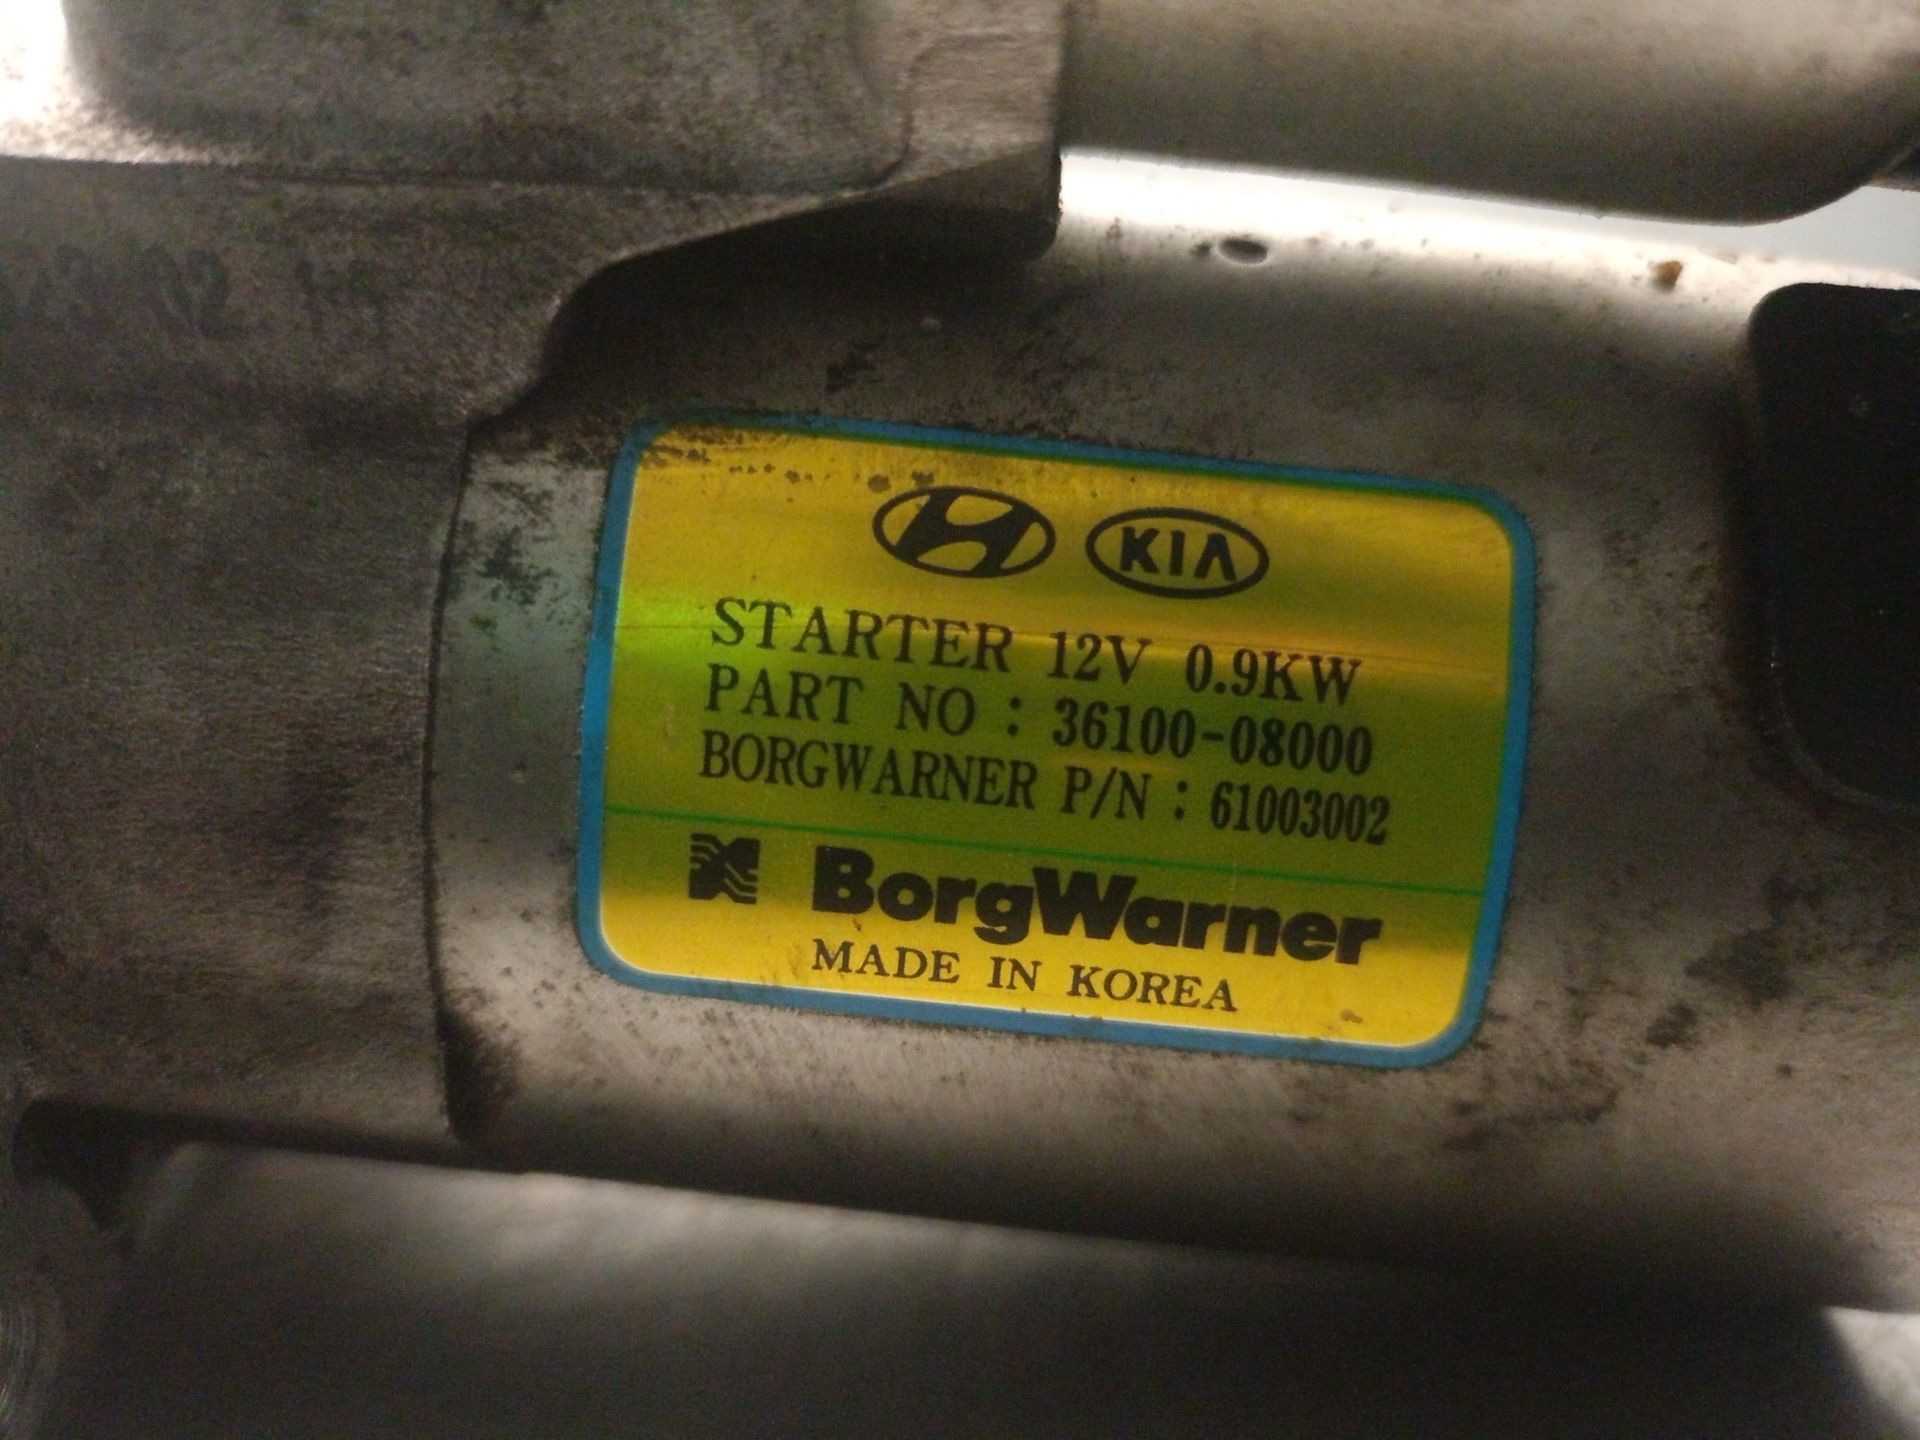 KIA
STARTER 12V 0.9KW
PART NO : 36100-08000
BORGWARNER P/N : 61003002
BorgWarner
MADE IN KOREA